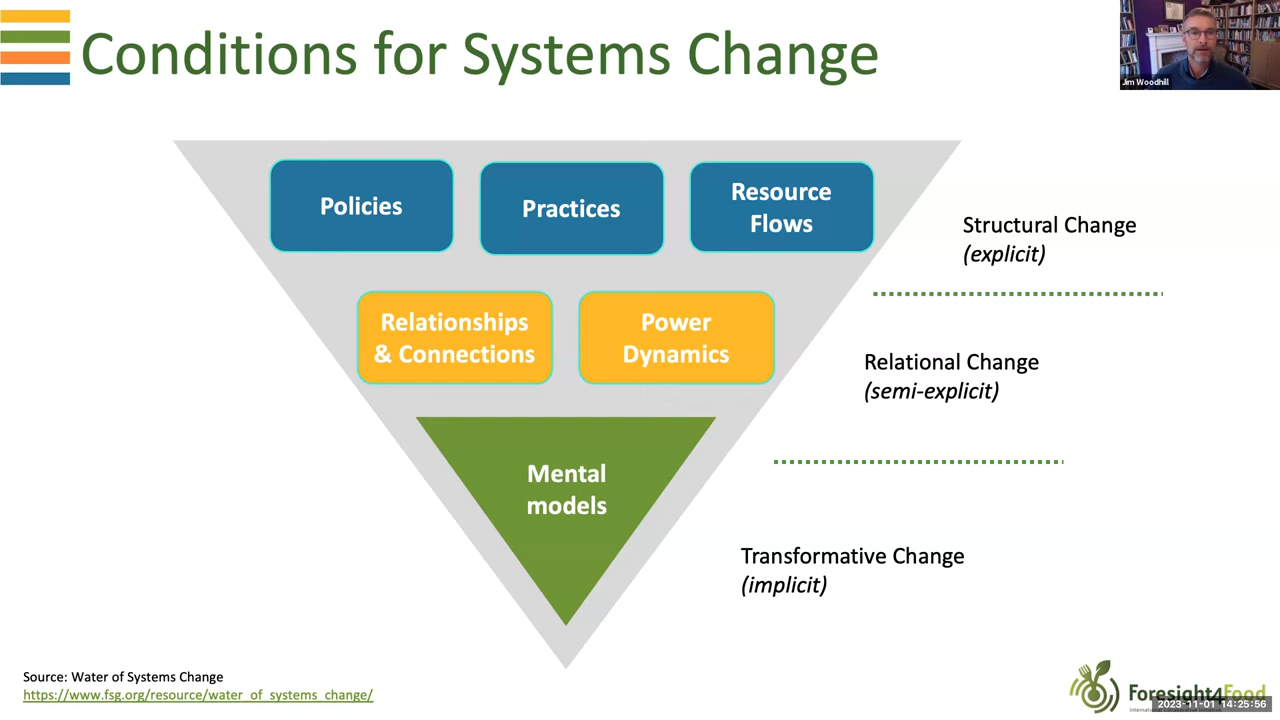 Conditions for Systems Change
Jim Woodhill
Policies
Practices
Resource
Flows
Structural Change
(explicit)
Relationships
& Connections
Power
Dynamics
Relational Change
(semi-explicit)
Mental
models
Transformative Change
(implicit)
Source: Water of Systems Change
https://www.fsg.org/resource/water_of_systems_change/
Foresight4Food
2023-11-01 14:25:56